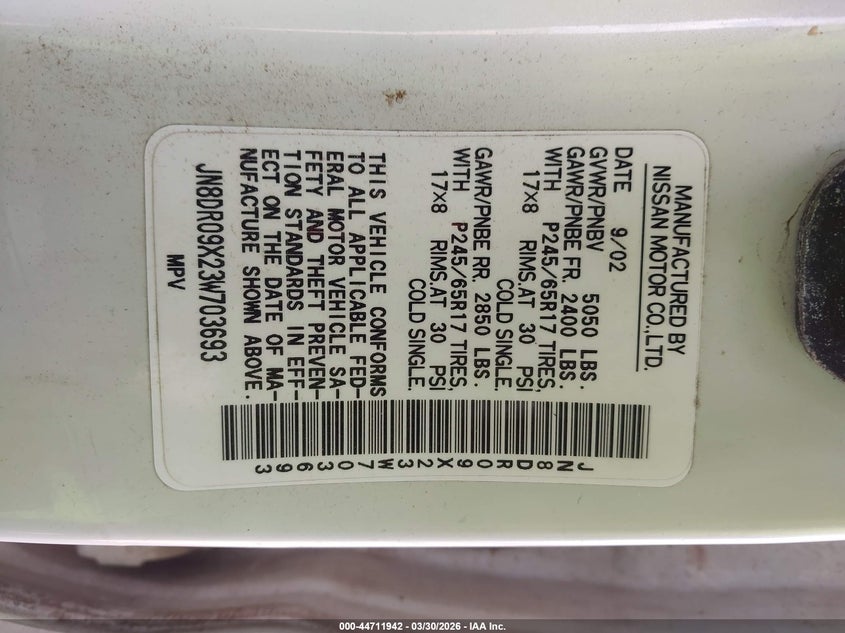 MANUFACTURED BY
NISSAN MOTOR CO.,LTD.
DATE 9/02
GVWR/PNBV 5050 LBS.
GAWR/PNBE FR. 2400 LBS.
WITH P245/65R17 TIRES,
17X8 RIMS.AT 30 PSI
COLD SINGLE.
GAWR/PNBE RR. 2850 LBS.
WITH P245/65R17 TIRES,
17X8 RIMS.AT 30 PSI
COLD SINGLE.
THIS VEHICLE CONFORMS
TO ALL APPLICABLE FED-
ERAL MOTOR VEHICLE SA-
FETY AND THEFT PREVEN-
TION STANDARDS IN EFF-
ECT ON THE DATE OF MA-
NUFACTURE SHOWN ABOVE.
JN8DR09X23W703693
MPV
JN8DR09X23W703693
000-44711942 - 03/30/2026 - IAA Inc.